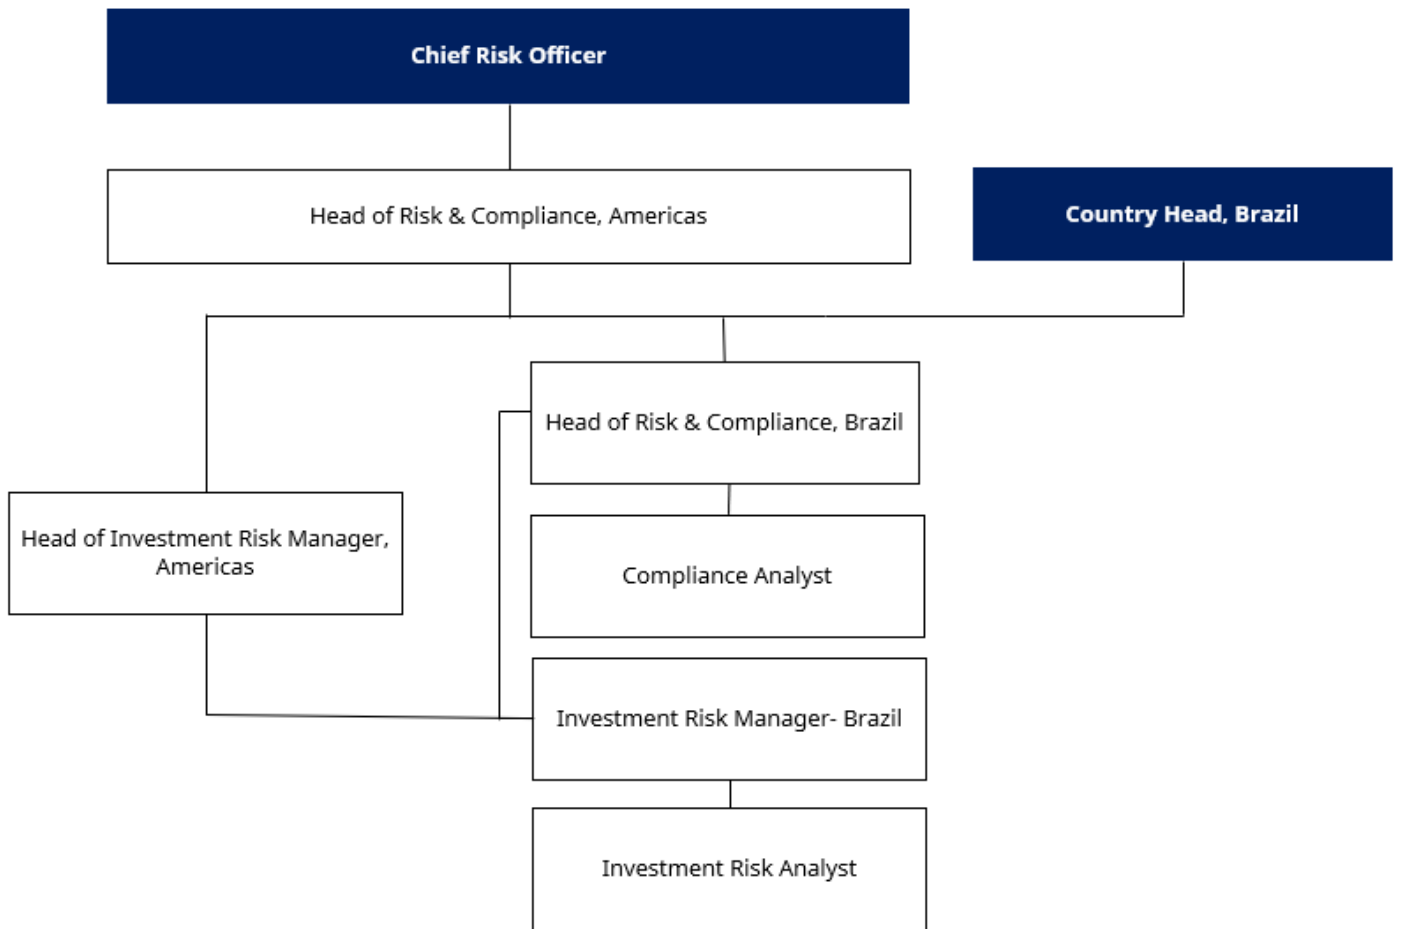 Chief Risk Officer
Head of Risk & Compliance, Americas
Country Head, Brazil
Head of Risk & Compliance, Brazil
Head of Investment Risk Manager,
Americas
Compliance Analyst
Investment Risk Manager- Brazil
Investment Risk Analyst